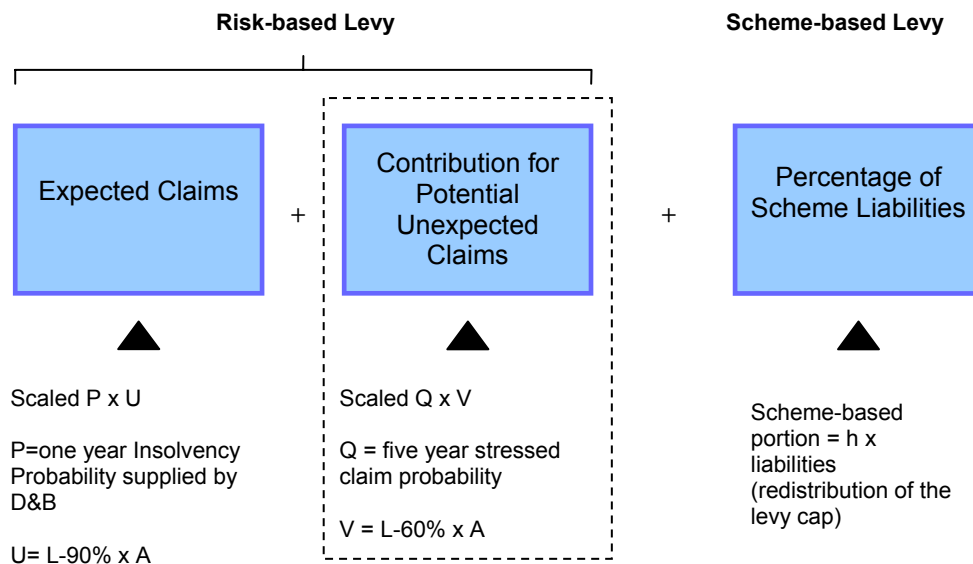 Risk-based Levy
Scheme-based Levy
Expected Claims
+
Contribution for
Potential
Unexpected
Claims
+
Percentage of
Scheme Liabilities
Scaled P x U
P=one year Insolvency
Probability supplied by
D&B
U= L-90% x A
Scaled Q x V
Q = five year stressed
claim probability
V = L-60% x A
Scheme-based
portion = h x
liabilities
(redistribution of the
levy cap)